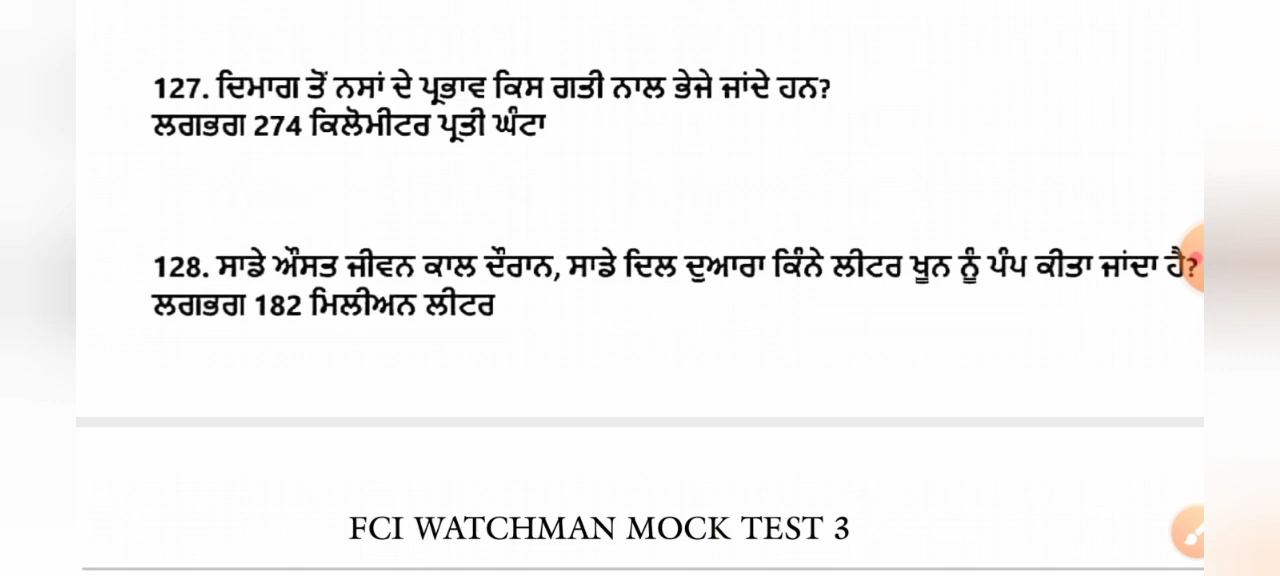 127. ਦਿਮਾਗ ਤੋਂ ਨਸਾਂ ਦੇ ਪ੍ਰਭਾਵ ਕਿਸ ਗਤੀ ਨਾਲ ਭੇਜੇ ਜਾਂਦੇ ਹਨ?
ਲਗਭਗ 274 ਕਿਲੋਮੀਟਰ ਪ੍ਰਤੀ ਘੰਟਾ
128. ਸਾਡੇ ਔਸਤ ਜੀਵਨ ਕਾਲ ਦੌਰਾਨ, ਸਾਡੇ ਦਿਲ ਦੁਆਰਾ ਕਿੰਨੇ ਲੀਟਰ ਖੂਨ ਨੂੰ ਪੰਪ ਕੀਤਾ ਜਾਂਦਾ ਹੈ?
ਲਗਭਗ 182 ਮਿਲੀਅਨ ਲੀਟਰ
FCI WATCHMAN MOCK TEST 3